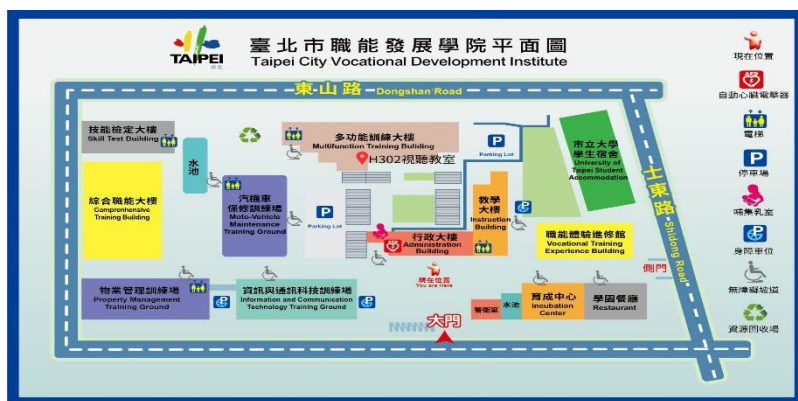 TAIPEI
臺北市職能發展學院平面圖
Taipei City Vocational Development Institute
現在位置
AED
自動心臟電擊器
電梯
P
停車場
哺集乳室
身障車位
無障礙坡道
資源回收場
東山路 Dongshan Road
技能檢定大樓
Skill Test Building
水池
多功能訓練大樓
Multifunction Training Building
H302視聽教室
P
Parking Lot
市立大學
學生宿舍
University of
Taipei Student
Accommodation
士東路 Shidong Road
綜合職能大樓
Comprenhensive
Training Building
汽機車
保修訓練場
Moto-Vehicle
Maintenance
Training Ground
P
Parking Lot
教學
大樓
Instruction
Building
行政大樓
Administration
Building
職能體驗進修館
Vocational Training
Experience Building
側門
現在位置
You are Here
物業管理訓練場
Property Management
Training Ground
資訊與通訊科技訓練場
Information and Communication
Technology Training Ground
大門
警衛室
水池
育成中心
Incubation
Center
學園餐廳
Restaurant